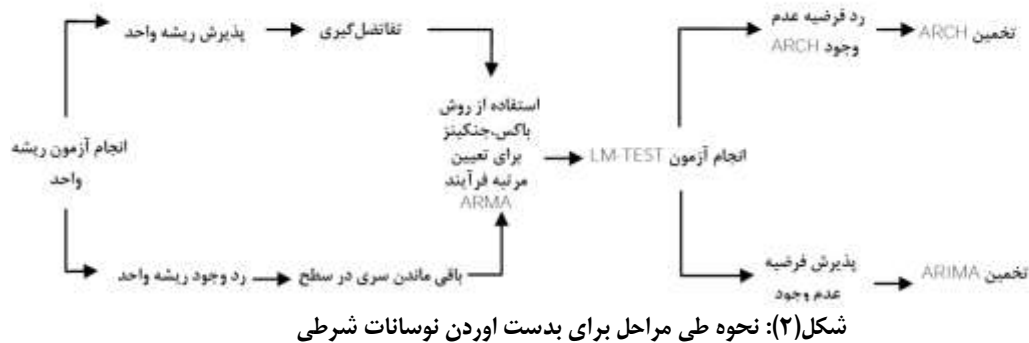 انجام آزمون ریشه
واحد
پذیرش ریشه واحد
تفاتضل‌گیری
رد وجود ریشه واحد
باقی ماندن سری در سطح
استفاده از روش
باکس.جنکینز
برای تعیین
مرتبه فرآیند
ARMA
انجام آزمون LM-TEST
رد فرضیه عدم
وجود ARCH
تخمین ARCH
پذیرش فرضیه
عدم وجود
تخمین ARIMA
شکل(۲): نحوه طی مراحل برای بدست اوردن نوسانات شرطی